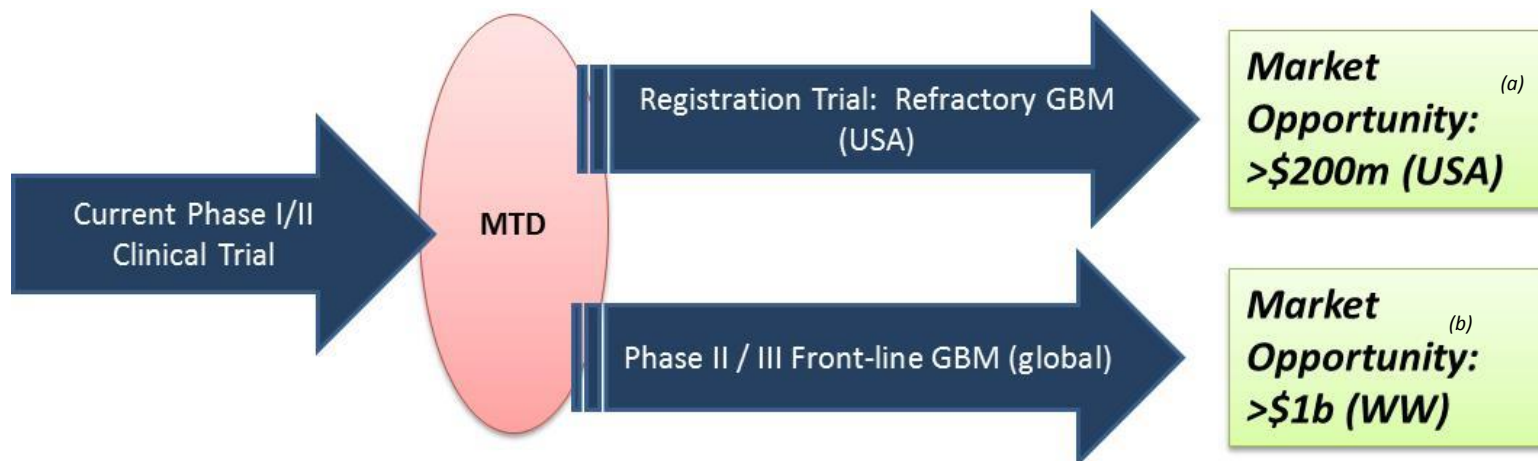 Current Phase I/II
Clinical Trial
MTD
Registration Trial:  Refractory GBM
(USA)
Market
(a)
Opportunity:
>$200m (USA)
Phase II / III Front-line GBM (global)
Market
(b)
Opportunity:
>$1b (WW)